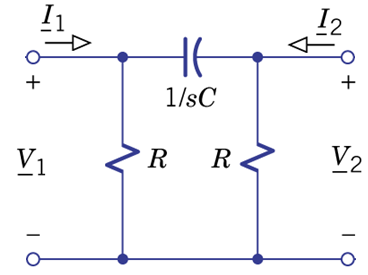 I1 I2
+ +
1/sC
V1 R R V2
− −